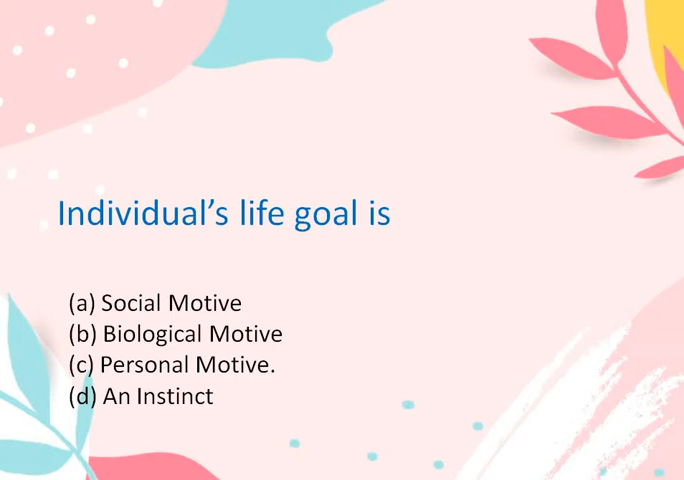 Individual’s life goal is
(a) Social Motive
(b) Biological Motive
(c) Personal Motive.
(d) An Instinct